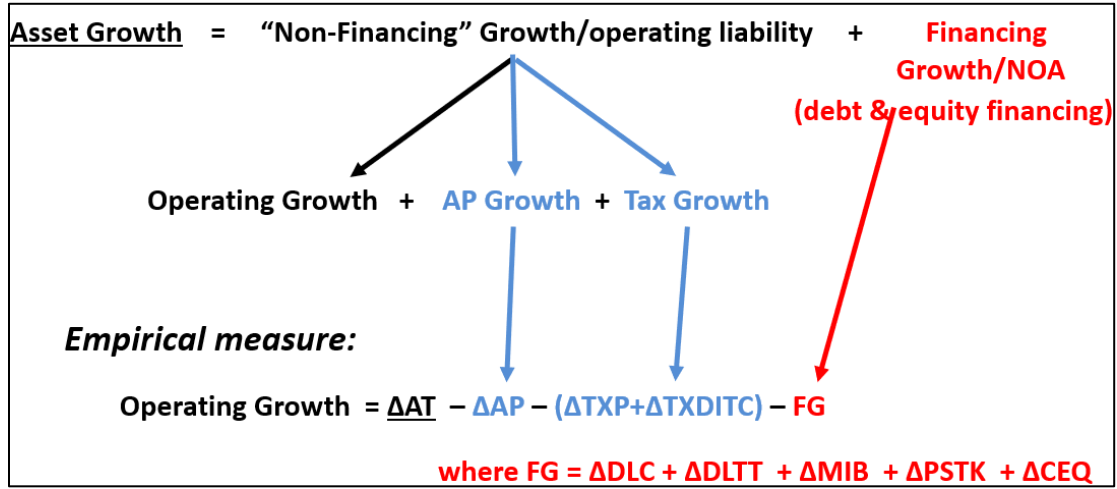 Asset Growth = “Non-Financing” Growth/operating liability + Financing
Growth/NOA
(debt & equity financing)
Operating Growth + AP Growth + Tax Growth
Empirical measure:
Operating Growth = ΔAT – ΔAP – (ΔTXP+ΔTXDITC) – FG
where FG = ΔDLC + ΔDLTT + ΔMIB + ΔPSTK + ΔCEQ